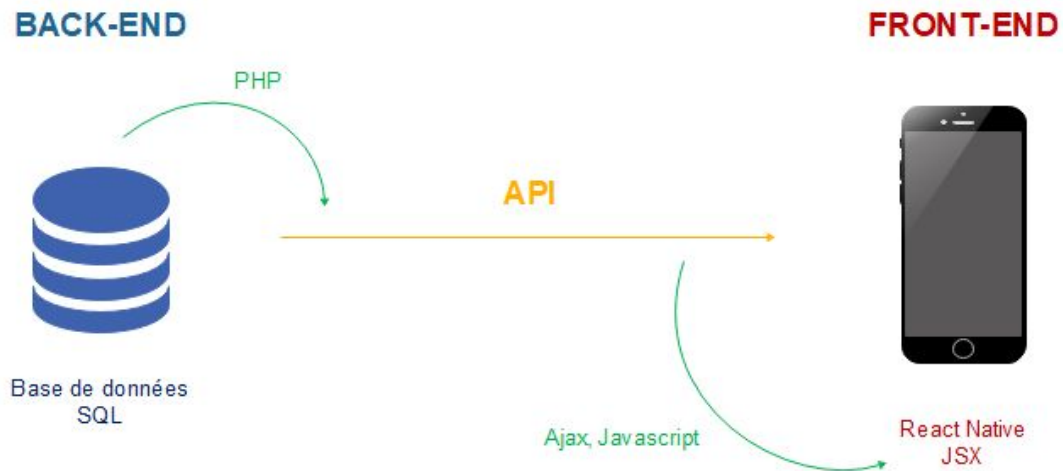 BACK-END
FRONT-END
PHP
API
Base de données
SQL
Ajax, Javascript
React Native
JSX